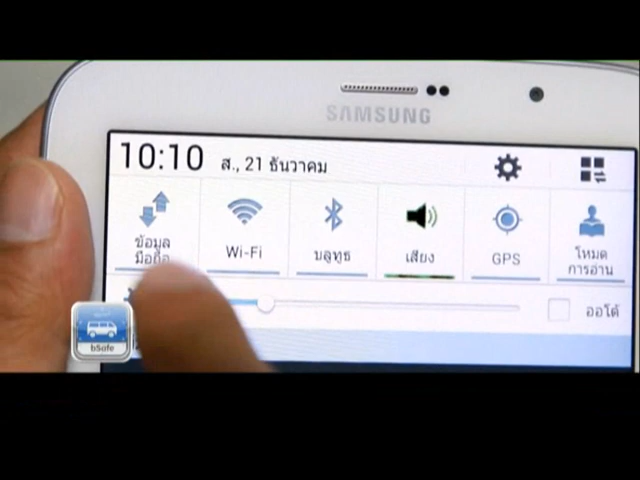 SAMSUNG
10:10 ส., 21 ธันวาคม
ข้อมูล
มือถือ
Wi-Fi
บลูทูธ
เสียง
GPS
โหมด
การอ่าน
ออโต้
bSafe